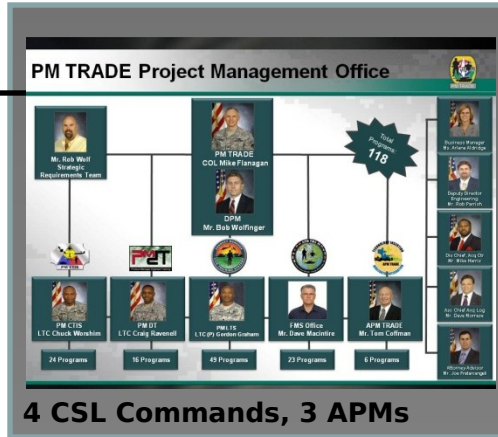 PM TRADE Project Management Office
Mr. Rob Wolf
Strategic
Requirements Team
PM TRADE
COL Mike Flanagan
DPM
Mr. Bob Wolfinger
Total
Programs:
118
Business Manager
Deputy Director
Engineering
Mr. Rob Parrish
PM CTIS
LTC Chuck Worshim
PM DT
LTC Craig Ravenell
PM ITS
LTC(P) Gordon Graham
FMS Office
Mr. Dave Macintire
APM TRADE
Mr. Tom Coffman
Attorney-Advisor
24 Programs
16 Programs
49 Programs
23 Programs
6 Programs
4 CSL Commands, 3 APMs